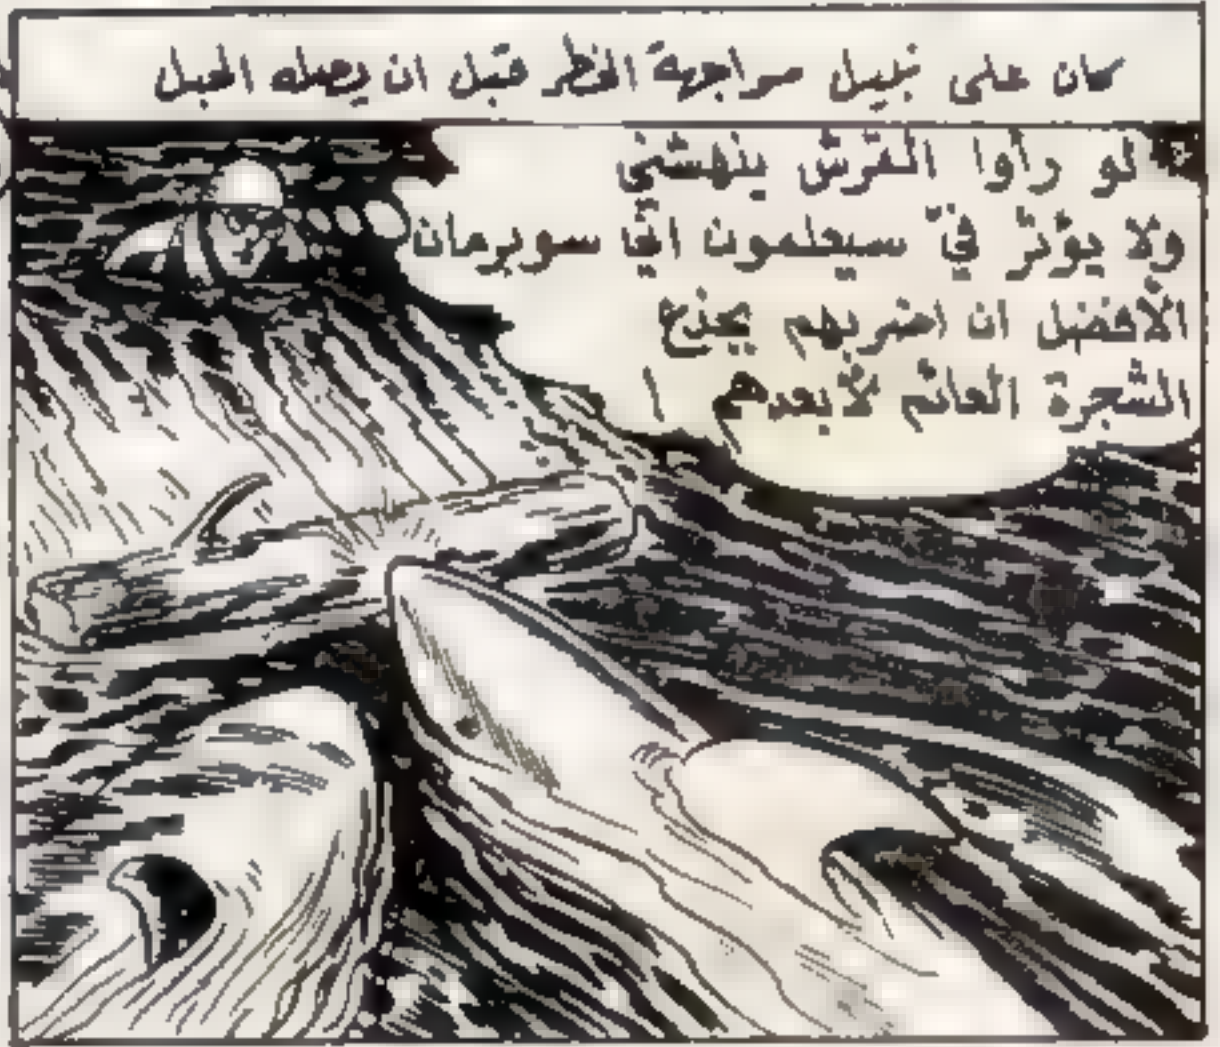 كان على نبيل مواجهة الخطر قبل ان يصله الحبل
لو رأوا القرش ينهشني
ولا يؤثر فيّ سيعلمون اني سوبرمان
الأفضل ان اضربهم بجذع
الشجرة العائم لأبعدهم !